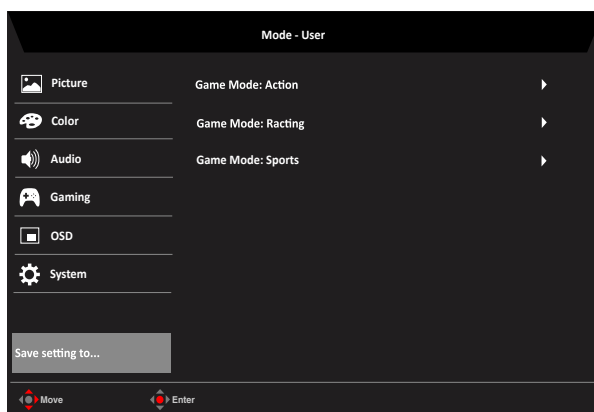 Mode - User
Picture
Game Mode: Action
Color
Game Mode: Racting
Audio
Game Mode: Sports
Gaming
OSD
System
Save setting to...
Move
Enter